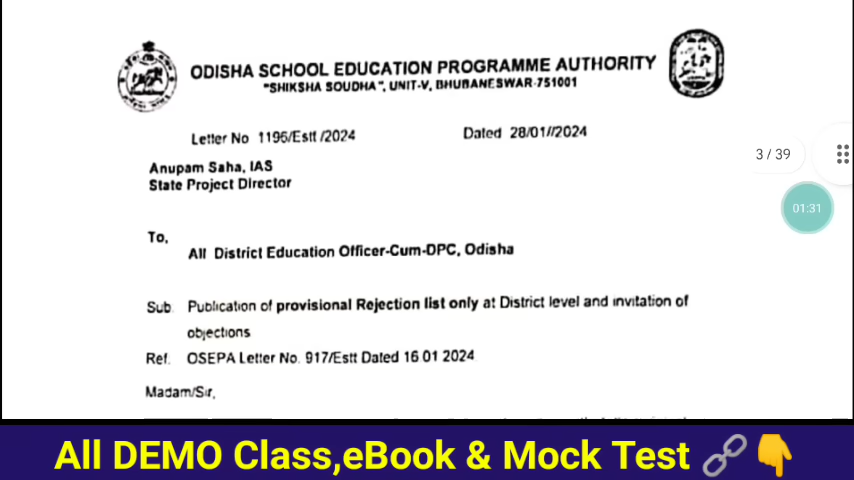 ODISHA SCHOOL EDUCATION PROGRAMME AUTHORITY
"SHIKSHA SOUDHA", UNIT-V, BHUBANESWAR-751001
Letter No 1196/Estt /2024 Dated 28/01//2024
3 / 39
Anupam Saha, IAS
State Project Director
01:31
To,
All District Education Officer-Cum-DPC, Odisha
Sub Publication of provisional Rejection list only at District level and invitation of
objections
Ref. OSEPA Letter No. 917/Estt Dated 16 01 2024
Madam/Sir,
All DEMO Class,eBook & Mock Test 🔗👇